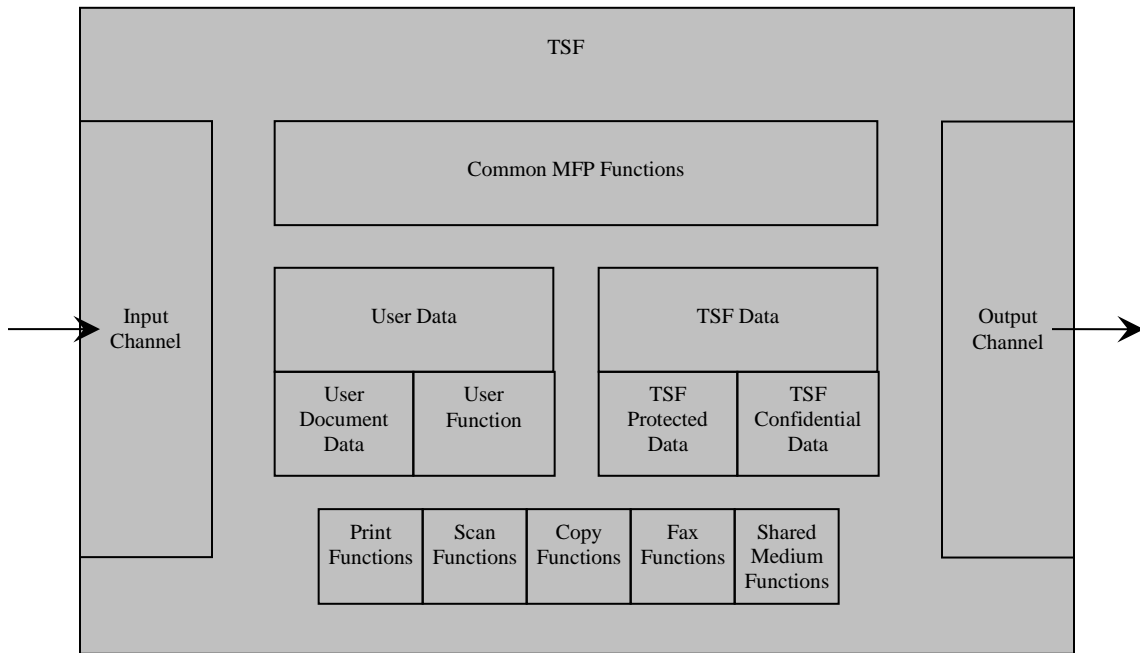 TSF
Common MFP Functions
Input
Channel
User Data
TSF Data
Output
Channel
User
Document
Data
User
Function
TSF
Protected
Data
TSF
Confidential
Data
Print
Functions
Scan
Functions
Copy
Functions
Fax
Functions
Shared
Medium
Functions